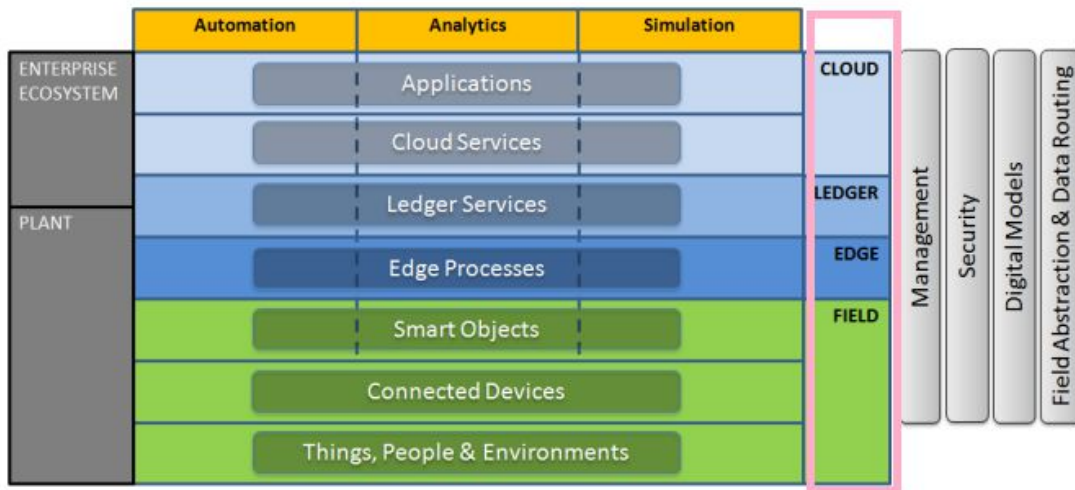 Automation Analytics Simulation
ENTERPRISE
ECOSYSTEM
CLOUD
Applications
Cloud Services
LEDGER
Ledger Services
PLANT
EDGE
Edge Processes
FIELD
Smart Objects
Connected Devices
Things, People & Environments
Management
Security
Digital Models
Field Abstraction & Data Routing